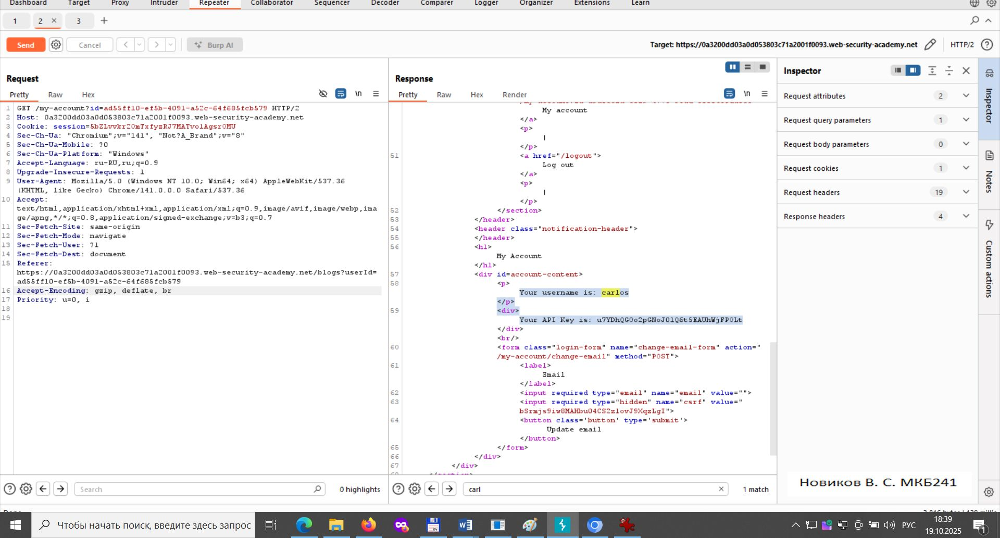 Dashboard Target Proxy Intruder Repeater Collaborator Sequencer Decoder Comparer Logger Organizer Extensions Learn
1 2 × 3 +
Send Cancel < > Burp AI Target: https://0a3200dd03a0d053803c71a2001f0093.web-security-academy.net HTTP/2
Request
Pretty Raw Hex \n
1 GET /my-account?id=ad55ff10-ef5b-4091-a52c-64f685fcb579 HTTP/2
2 Host: 0a3200dd03a0d053803c71a2001f0093.web-security-academy.net
3 Cookie: session=5bZLvvkr20mTxfyzRJ7MATvolAgsr0MU
4 Sec-Ch-Ua: "Chromium";v="141", "Not?A_Brand";v="8"
5 Sec-Ch-Ua-Mobile: ?0
6 Sec-Ch-Ua-Platform: "Windows"
7 Accept-Language: ru-RU,ru;q=0.9
8 Upgrade-Insecure-Requests: 1
9 User-Agent: Mozilla/5.0 (Windows NT 10.0; Win64; x64) AppleWebKit/537.36
(KHTML, like Gecko) Chrome/141.0.0.0 Safari/537.36
10 Accept:
text/html,application/xhtml+xml,application/xml;q=0.9,image/avif,image/webp,ima
ge/apng,*/*;q=0.8,application/signed-exchange;v=b3;q=0.7
11 Sec-Fetch-Site: same-origin
12 Sec-Fetch-Mode: navigate
13 Sec-Fetch-User: ?1
14 Sec-Fetch-Dest: document
15 Referer:
https://0a3200dd03a0d053803c71a2001f0093.web-security-academy.net/blogs?userId=
ad55ff10-ef5b-4091-a52c-64f685fcb579
16 Accept-Encoding: gzip, deflate, br
17 Priority: u=0, i
18
19
Search 0 highlights
Response
Pretty Raw Hex Render \n
My account
</a>
<p>
|
</p>
51 <a href="/logout">
Log out
</a>
<p>
|
</p>
52 </section>
53 </header>
54 <header class="notification-header">
55 </header>
56 <h1>
My Account
</h1>
57 <div id=account-content>
58 <p>
Your username is: carlos
</p>
59 <div>
Your API Key is: u7YDhQG0o2pGNoJ0lQ6t5EAUhWjFP0Lt
</div>
<br/>
60 <form class="login-form" name="change-email-form" action="
/my-account/change-email" method="POST">
61 <label>
Email
</label>
62 <input required type="email" name="email" value="">
63 <input required type="hidden" name="csrf" value="
bSrmjs9iw8MAHbu04CS2zlovJ9XqzLgI">
64 <button class='button' type='submit'>
Update email
</button>
65 </form>
66 </div>
67 </div>
carl × 1 match
Inspector
Request attributes 2
Request query parameters 1
Request body parameters 0
Request cookies 1
Request headers 19
Response headers 4
Inspector
Notes
Custom actions
Новиков В. С. МКБ241
Чтобы начать поиск, введите здесь запрос
64
РУС
18:39
19.10.2025
1